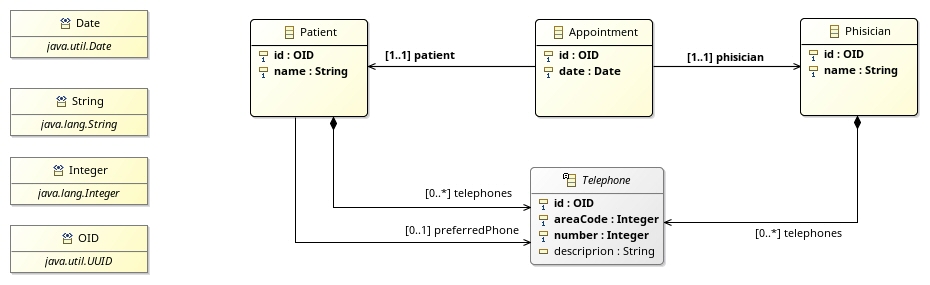 Date
java.util.Date
String
java.lang.String
Integer
java.lang.Integer
OID
java.util.UUID
Patient
id : OID
name : String
[1..1] patient
Appointment
id : OID
date : Date
[1..1] phisician
Phisician
id : OID
name : String
[0..*] telephones
[0..1] preferredPhone
Telephone
id : OID
areaCode : Integer
number : Integer
descriprion : String
[0..*] telephones